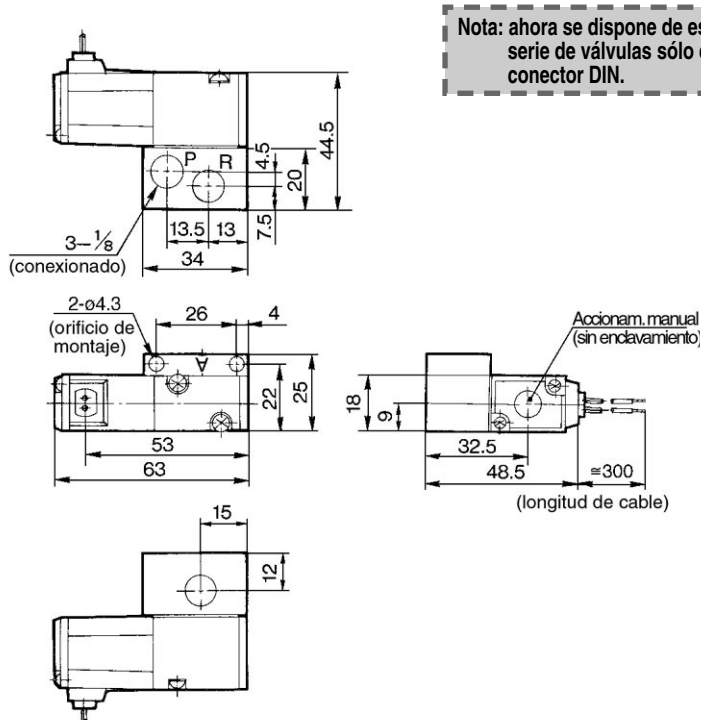 Nota: ahora se dispone de
serie de válvulas sólo
conector DIN.
P
R
44.5
4.5
20
7.5
13.5
13
34
3–⅛
(conexionado)
2-ø4.3
(orificio de
montaje)
26
4
A
22
25
53
63
Accionam. manual
(sin enclavamiento)
18
9
32.5
48.5
≅300
(longitud de cable)
15
12